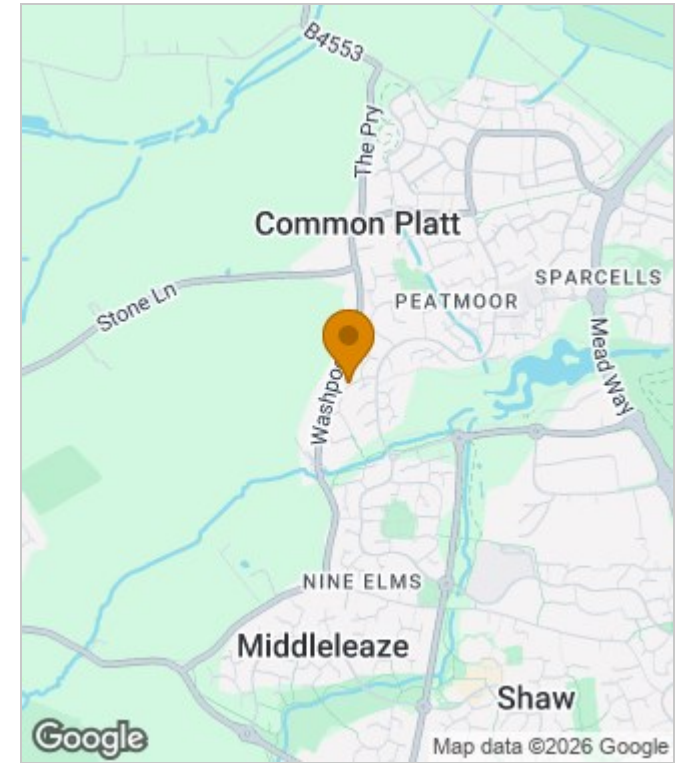 B4553
The Pry
Common Platt
SPARCELLS
PEATMOOR
Stone Ln
Mead Way
NINE ELMS
Middleleaze
Shaw
Google
Map data ©2026 Google